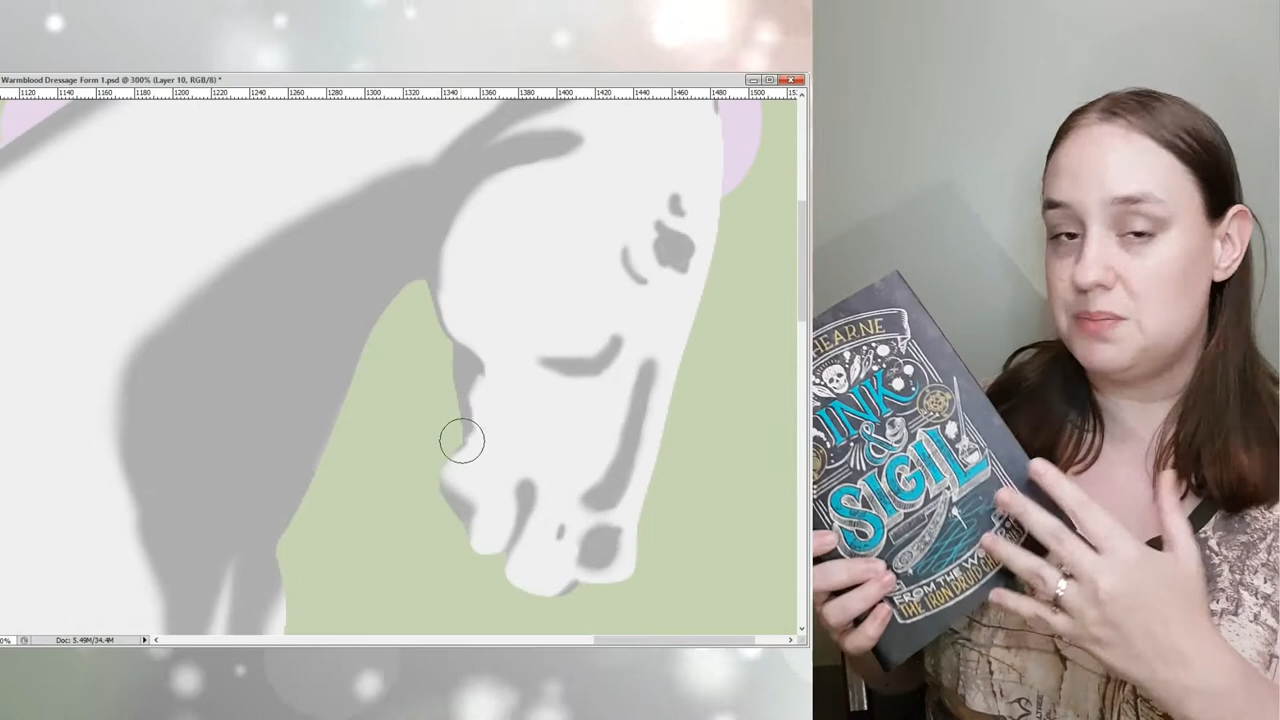 Warmblood Dressage Form 1.psd @ 300% (Layer 10, RGB/8) *
1120 1140 1160 1180 1200 1220 1240 1260 1280 1300 1320 1340 1360 1380 1400 1420 1440 1460 1480 1500
Doc: 5.49M/34.4M
HEARNE
INK
&
SIGIL
FROM THE
THE IRON DRUID